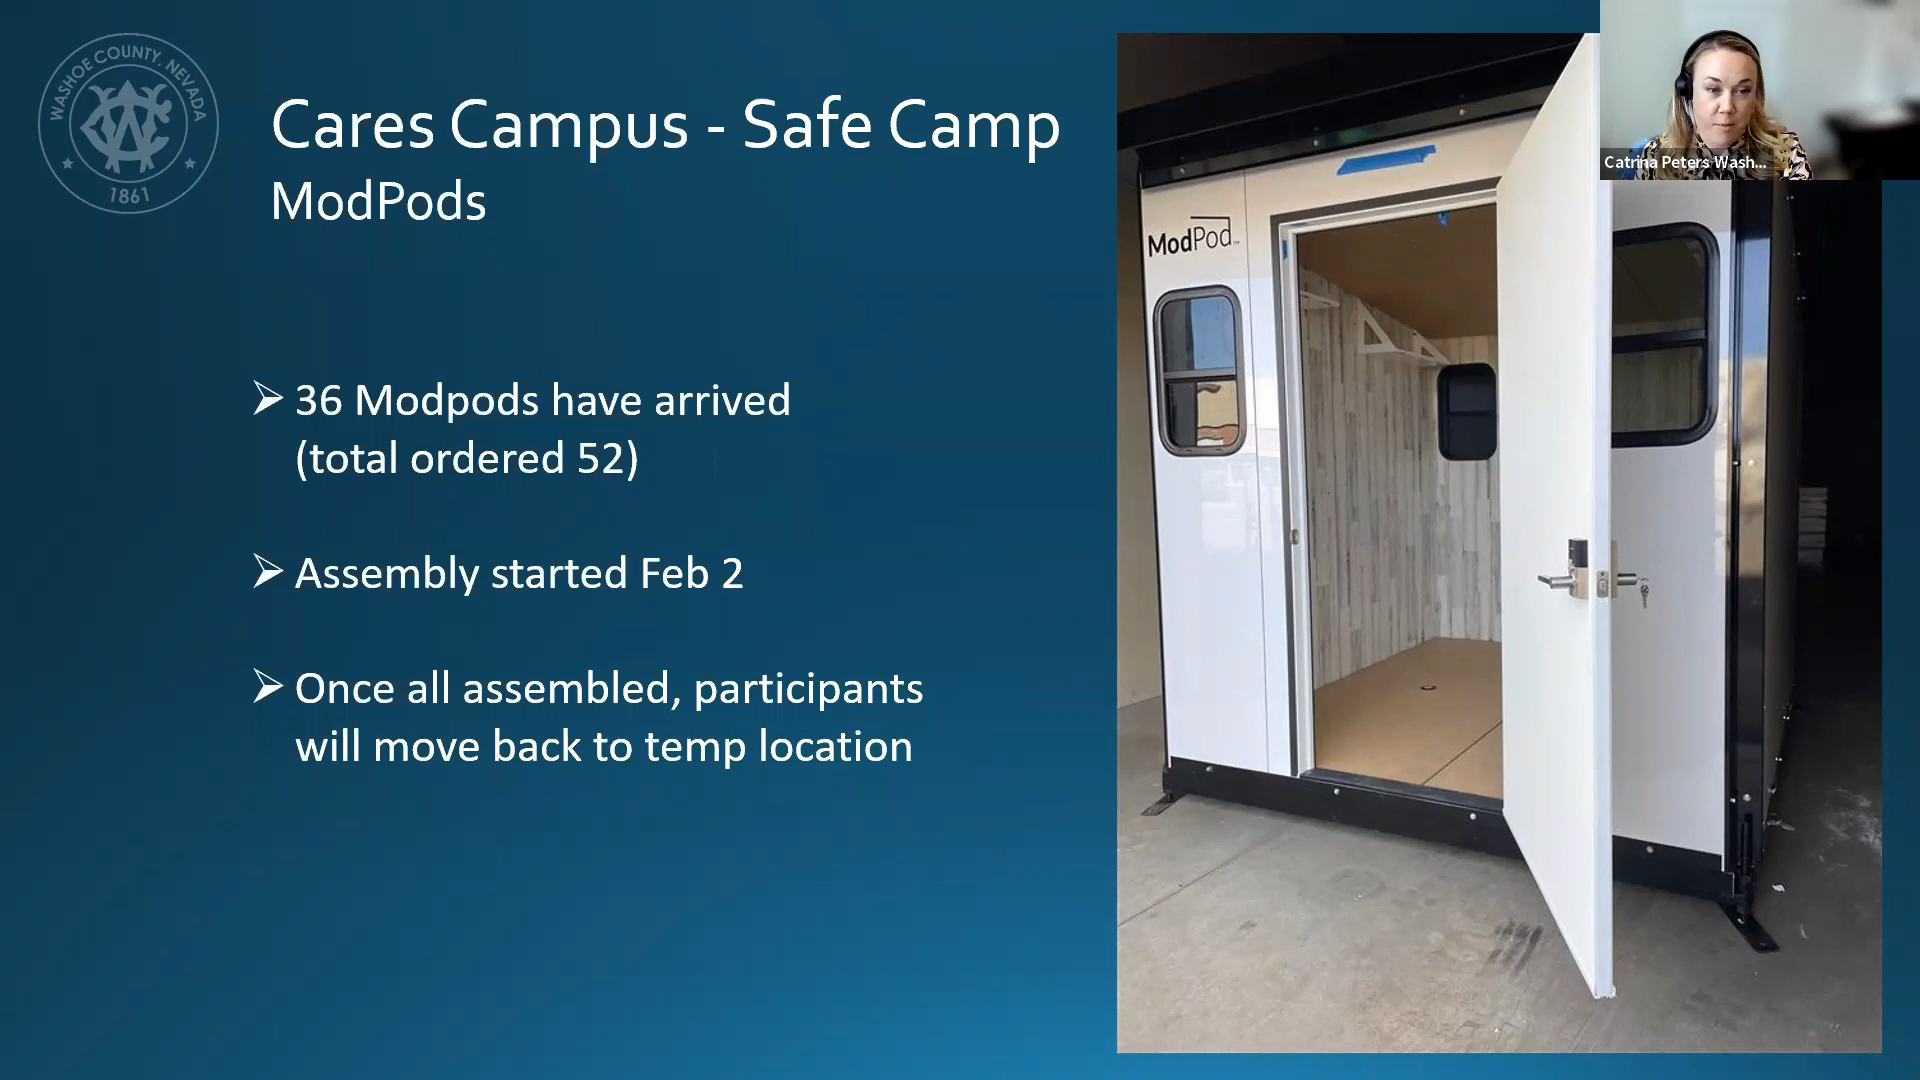 WASHOE COUNTY, NEVADA
1861
Cares Campus - Safe Camp
ModPods
36 Modpods have arrived
(total ordered 52)
Assembly started Feb 2
Once all assembled, participants
will move back to temp location
ModPod
Catrina Peters Wash...